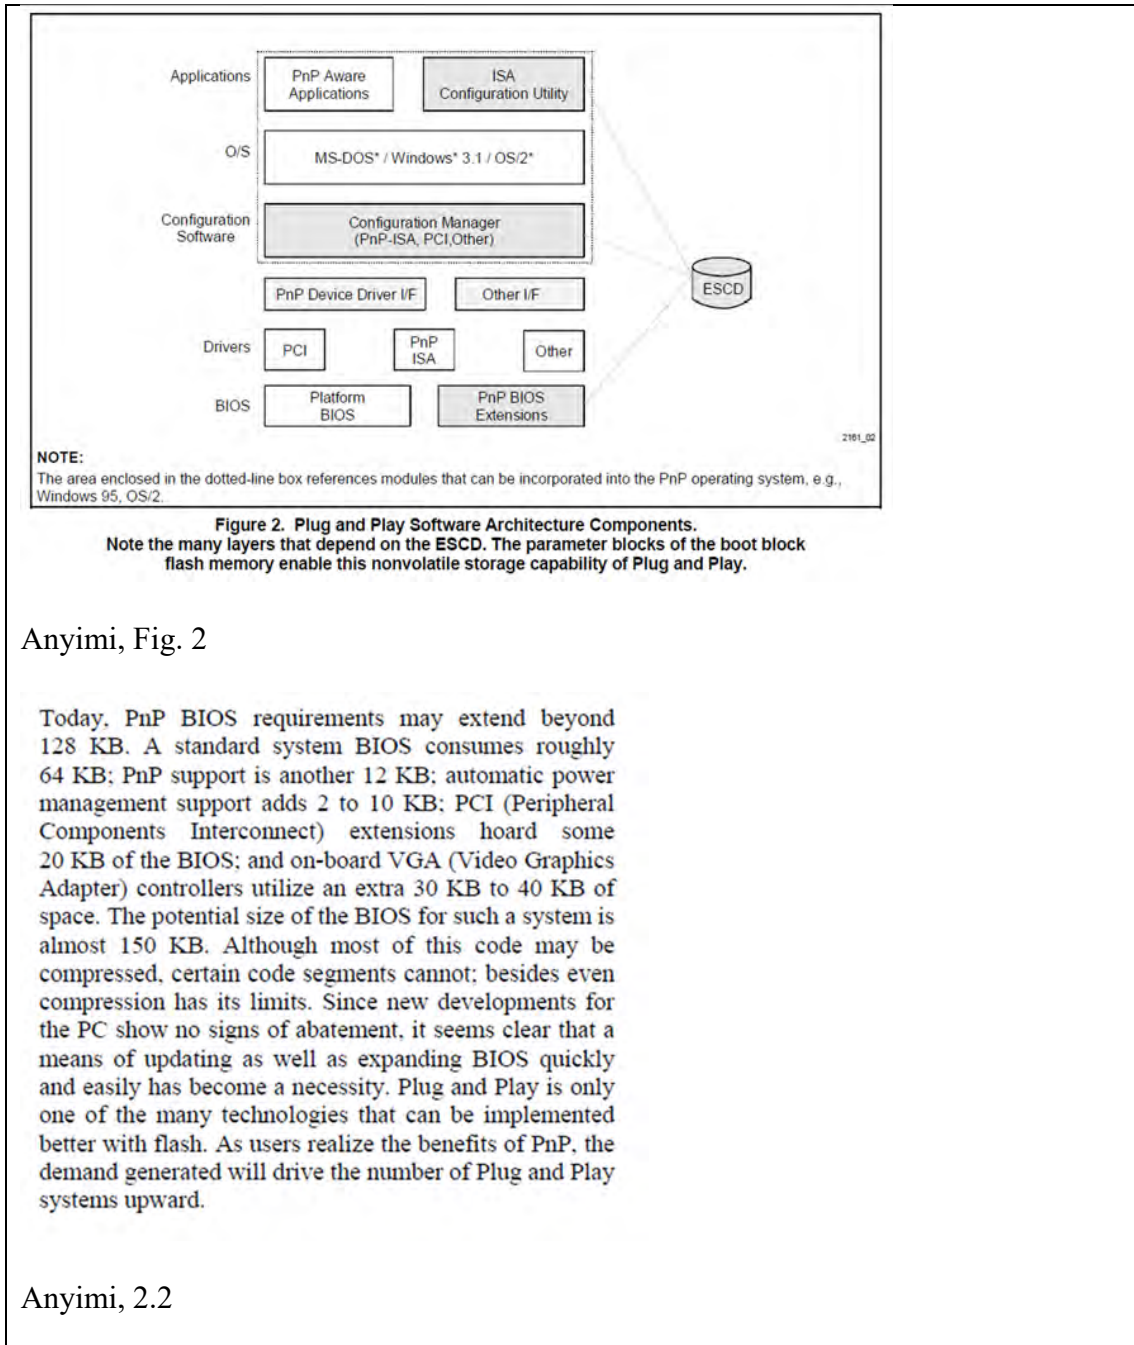 Applications
PnP Aware
Applications
ISA
Configuration Utility
O/S
MS-DOS* / Windows* 3.1 / OS/2*
Configuration
Software
Configuration Manager
(PnP-ISA, PCI,Other)
PnP Device Driver I/F
Other I/F
ESCD
Drivers
PCI
PnP
ISA
Other
BIOS
Platform
BIOS
PnP BIOS
Extensions
2161_02
NOTE:
The area enclosed in the dotted-line box references modules that can be incorporated into the PnP operating system, e.g.,
Windows 95, OS/2.
Figure 2. Plug and Play Software Architecture Components.
Note the many layers that depend on the ESCD. The parameter blocks of the boot block
flash memory enable this nonvolatile storage capability of Plug and Play.
Anyimi, Fig. 2
Today, PnP BIOS requirements may extend beyond
128 KB. A standard system BIOS consumes roughly
64 KB; PnP support is another 12 KB; automatic power
management support adds 2 to 10 KB; PCI (Peripheral
Components Interconnect) extensions hoard some
20 KB of the BIOS; and on-board VGA (Video Graphics
Adapter) controllers utilize an extra 30 KB to 40 KB of
space. The potential size of the BIOS for such a system is
almost 150 KB. Although most of this code may be
compressed, certain code segments cannot; besides even
compression has its limits. Since new developments for
the PC show no signs of abatement, it seems clear that a
means of updating as well as expanding BIOS quickly
and easily has become a necessity. Plug and Play is only
one of the many technologies that can be implemented
better with flash. As users realize the benefits of PnP, the
demand generated will drive the number of Plug and Play
systems upward.
Anyimi, 2.2